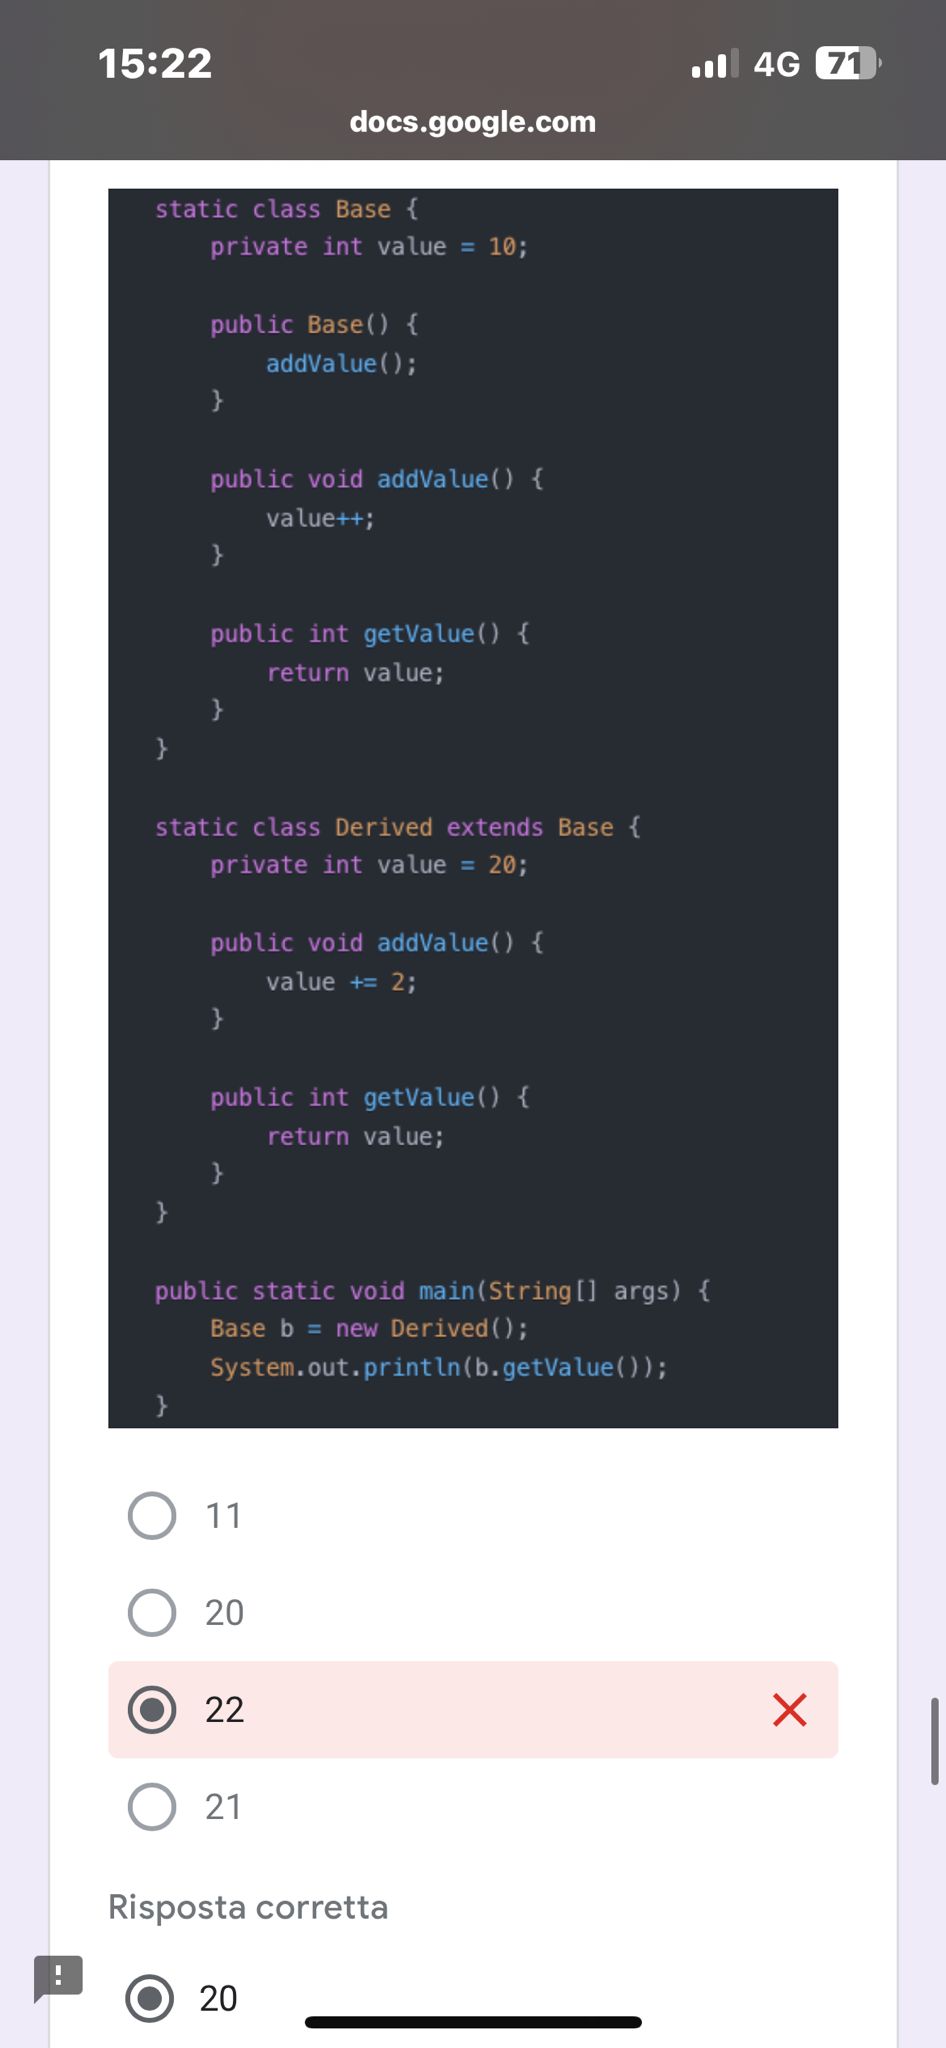 15:22
4G 71
docs.google.com
static class Base {
    private int value = 10;

    public Base() {
        addValue();
    }

    public void addValue() {
        value++;
    }

    public int getValue() {
        return value;
    }
}

static class Derived extends Base {
    private int value = 20;

    public void addValue() {
        value += 2;
    }

    public int getValue() {
        return value;
    }
}

public static void main(String[] args) {
    Base b = new Derived();
    System.out.println(b.getValue());
}
11
20
22
21
Risposta corretta
20